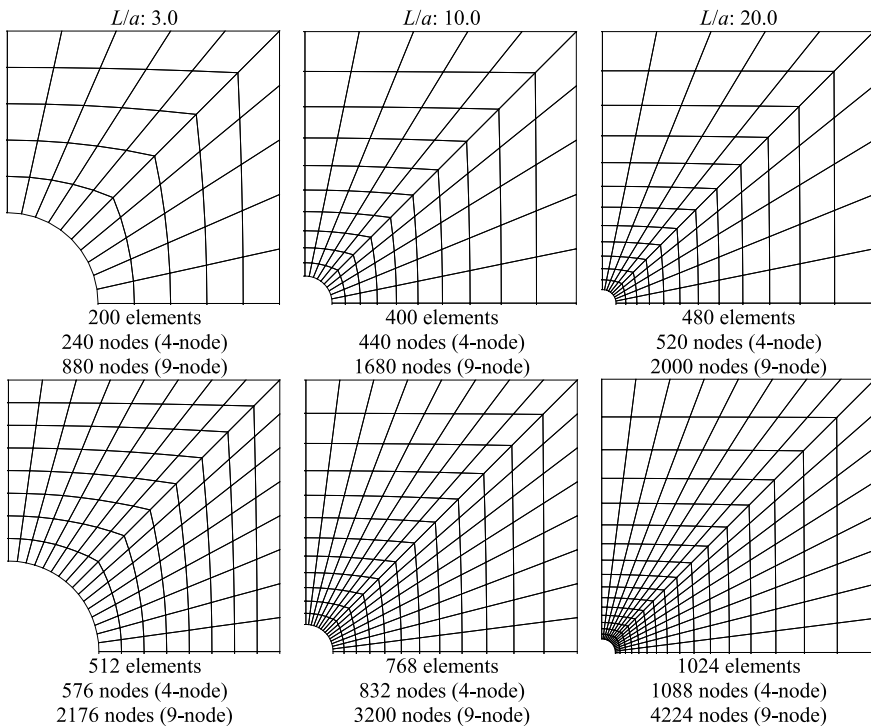 L/a: 3.0
L/a: 10.0
L/a: 20.0
200 elements
240 nodes (4-node)
880 nodes (9-node)
400 elements
440 nodes (4-node)
1680 nodes (9-node)
480 elements
520 nodes (4-node)
2000 nodes (9-node)
512 elements
576 nodes (4-node)
2176 nodes (9-node)
768 elements
832 nodes (4-node)
3200 nodes (9-node)
1024 elements
1088 nodes (4-node)
4224 nodes (9-node)